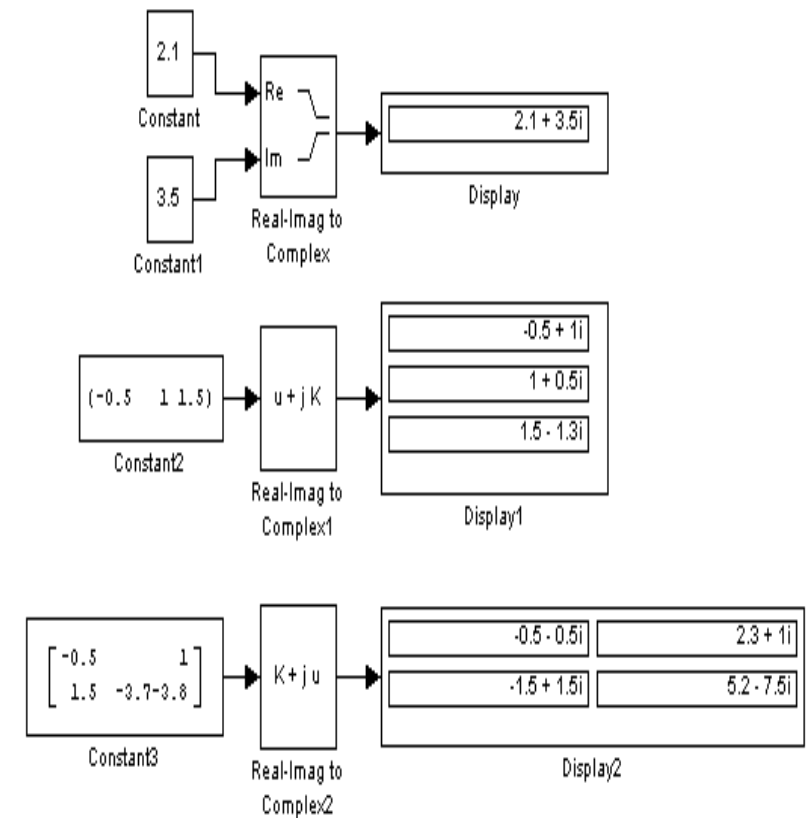 2.1
Constant
3.5
Constant1
Re
Im
Real-Imag to
Complex
2.1 + 3.5i
Display
(-0.5 1 1.5)
Constant2
u+jK
Real-Imag to
Complex1
-0.5 + 1i
1 + 0.5i
1.5 - 1.3i
Display1
-0.5 1
1.5 -3.7-3.8
Constant3
K+ju
Real-Imag to
Complex2
-0.5 - 0.5i 2.3 + 1i
-1.5 + 1.5i 5.2 - 7.5i
Display2